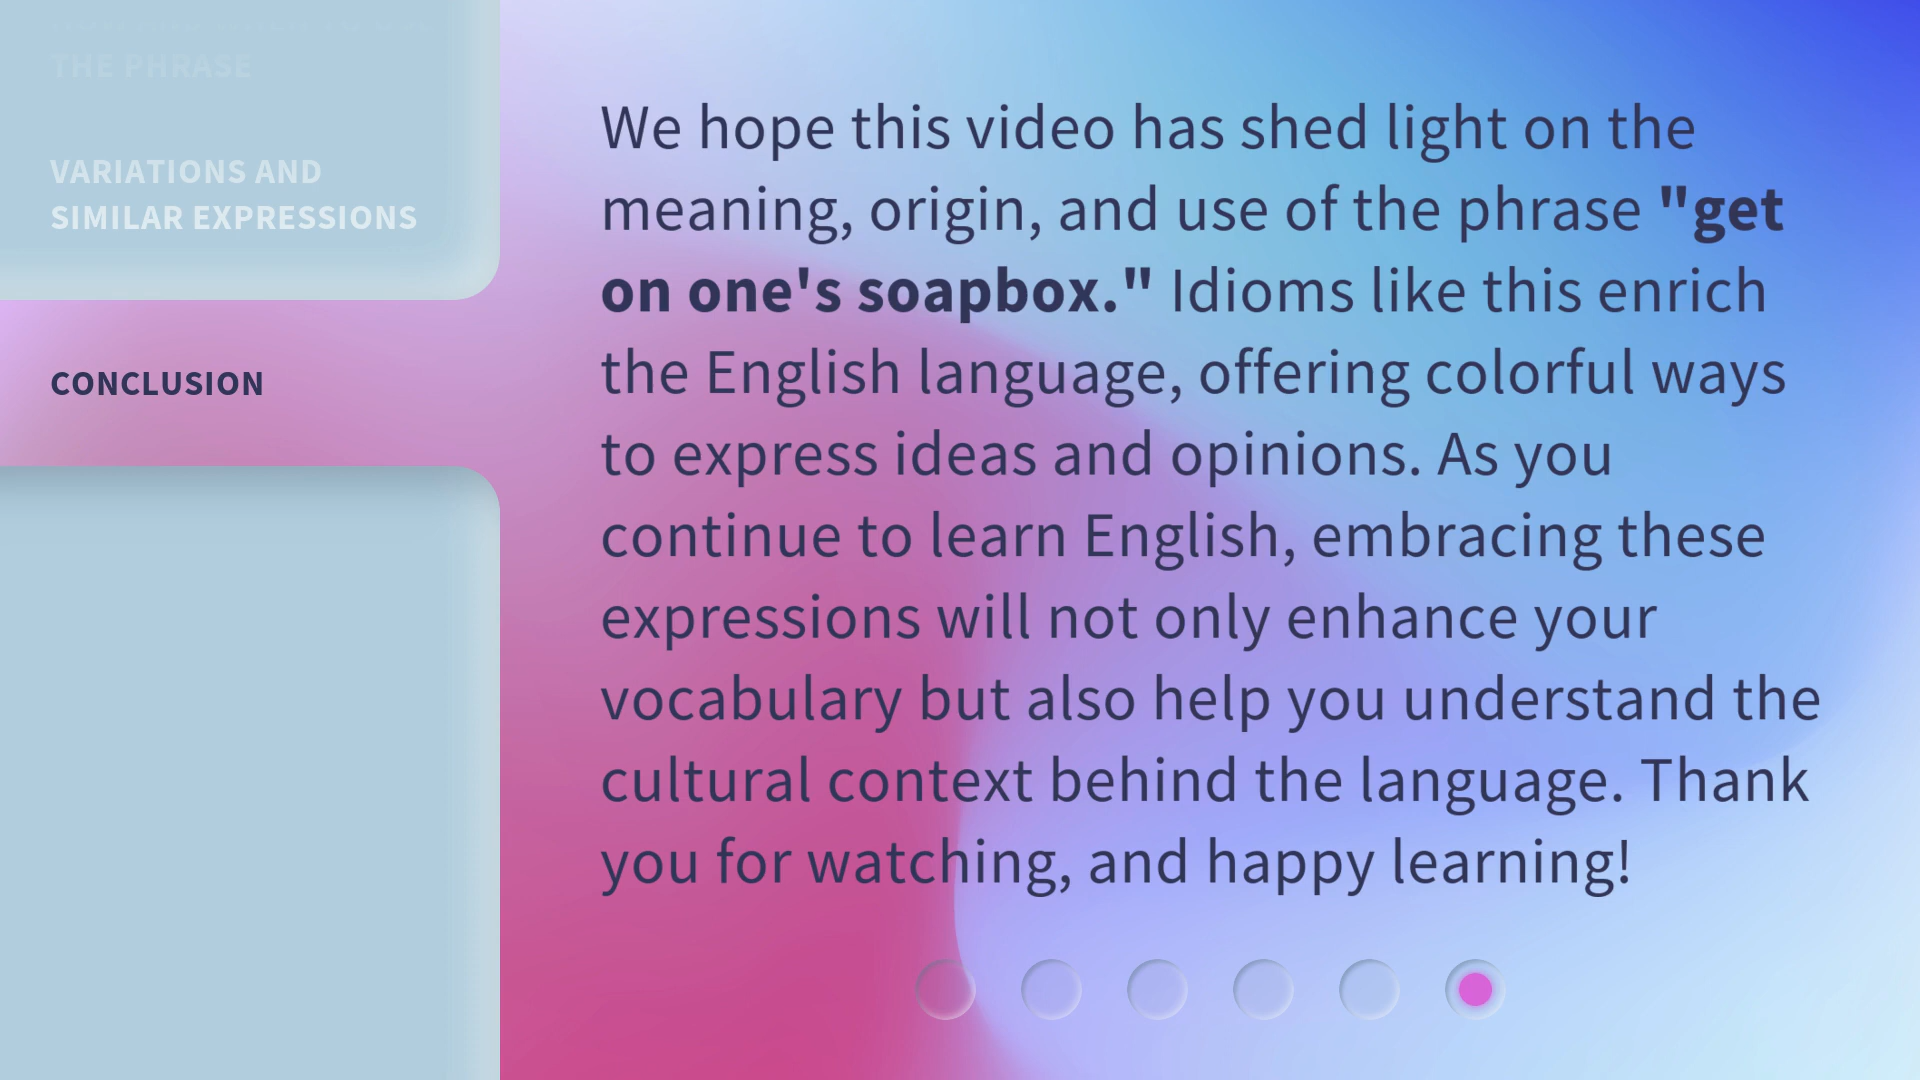 THE PHRASE
VARIATIONS AND
SIMILAR EXPRESSIONS
CONCLUSION
We hope this video has shed light on the
meaning, origin, and use of the phrase "get
on one's soapbox." Idioms like this enrich
the English language, offering colorful ways
to express ideas and opinions. As you
continue to learn English, embracing these
expressions will not only enhance your
vocabulary but also help you understand the
cultural context behind the language. Thank
you for watching, and happy learning!